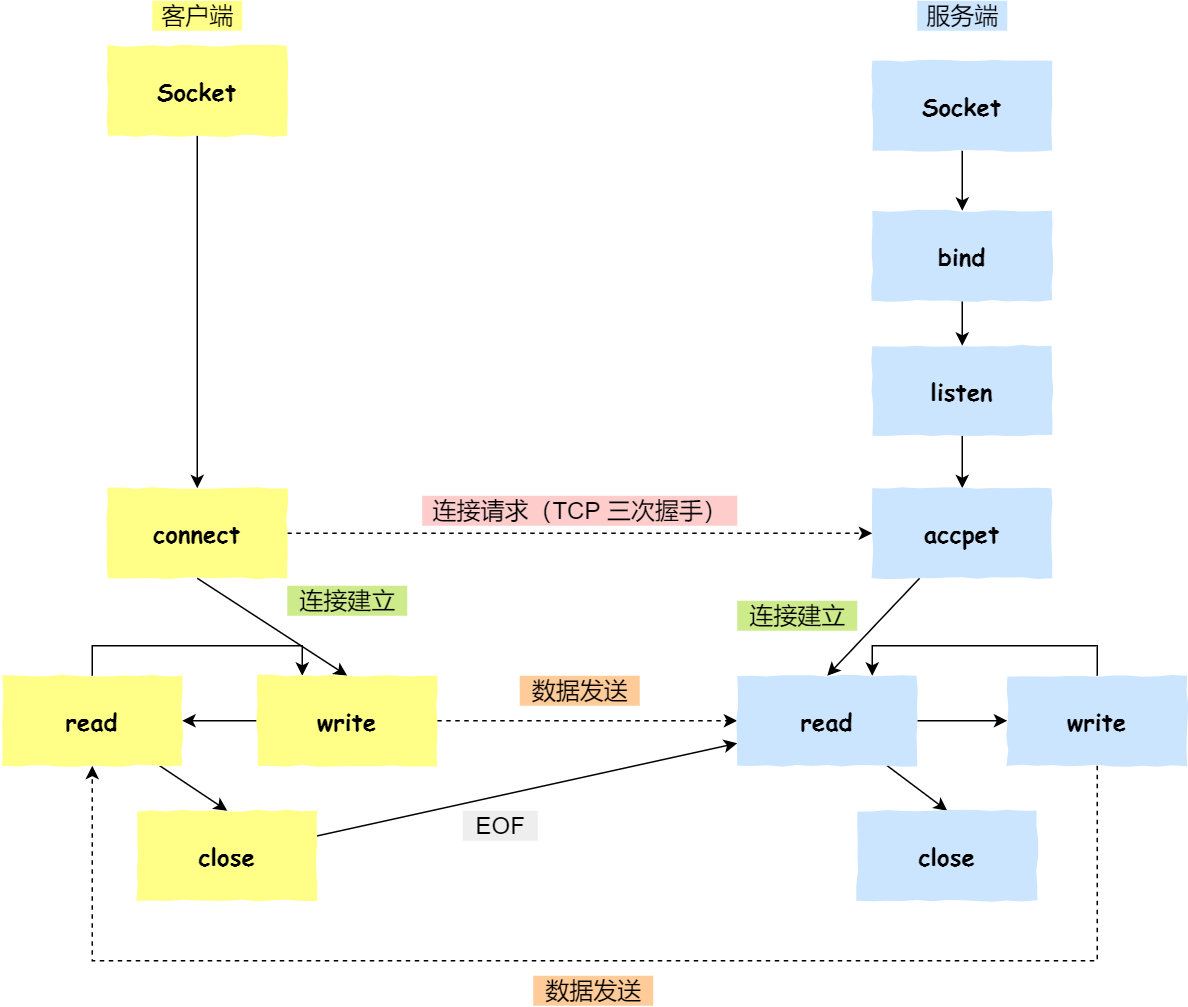 客户端
服务端
Socket
Socket
bind
listen
连接请求（TCP 三次握手）
connect
accpet
连接建立
连接建立
数据发送
read
write
read
write
EOF
close
close
数据发送